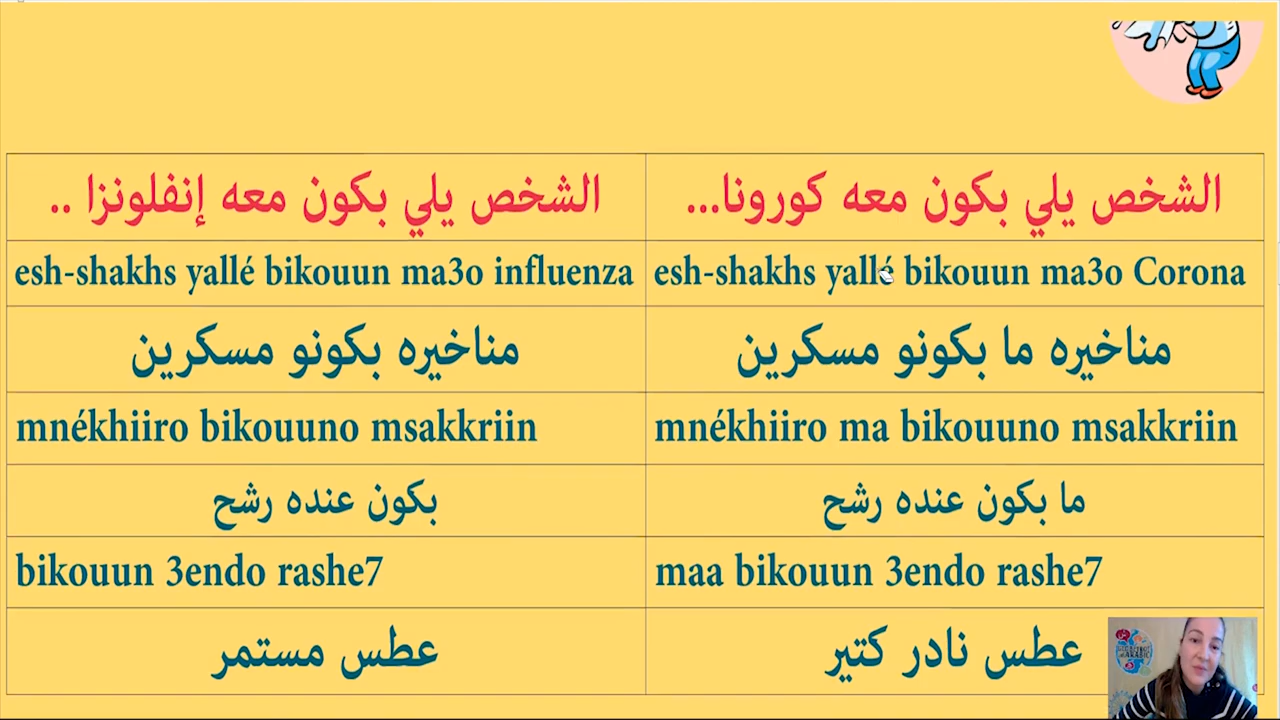 الشخص يلي بكون معه كورونا...
الشخص يلي بكون معه إنفلونزا ..
esh-shakhs yallé bikouun ma3o Corona
esh-shakhs yallé bikouun ma3o influenza
مناخيره ما بكونو مسكرين
مناخيره بكونو مسكرين
mnékhiiro ma bikouuno msakkriin
mnékhiiro bikouuno msakkriin
ما بكون عنده رشح
بكون عنده رشح
maa bikouun 3endo rashe7
bikouun 3endo rashe7
عطس نادر كتير
عطس مستمر